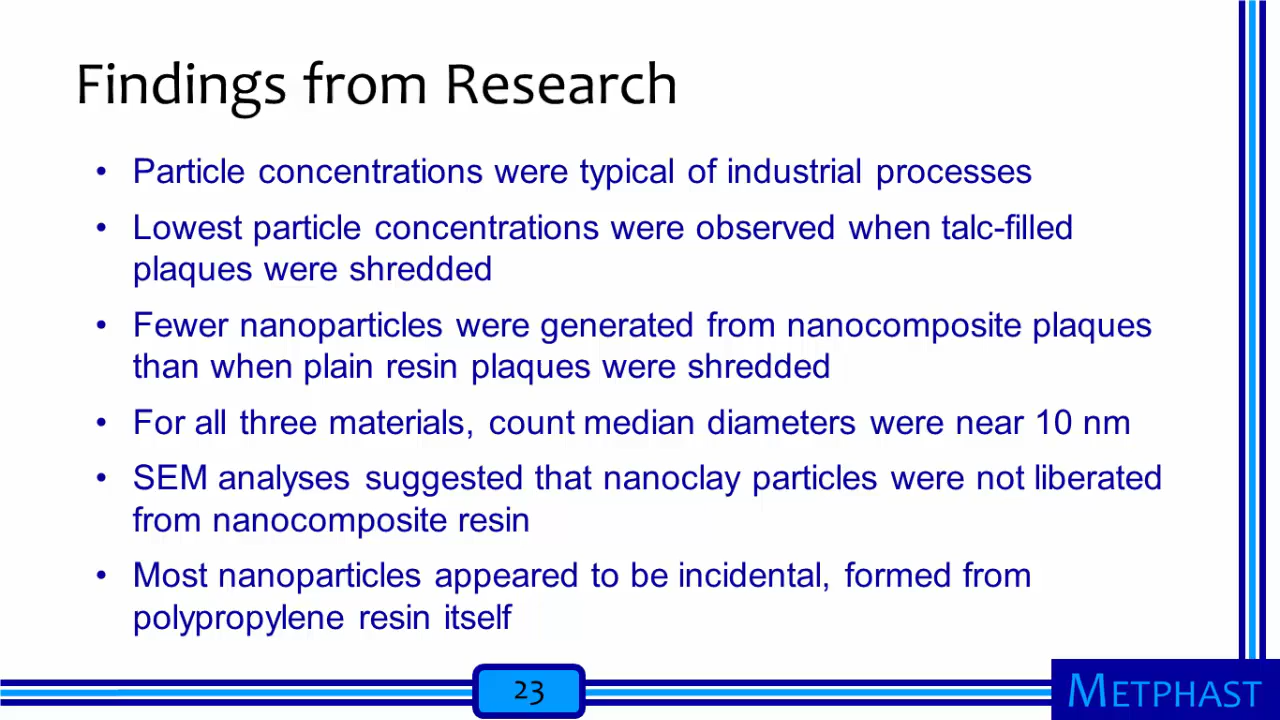 Findings from Research
• Particle concentrations were typical of industrial processes
• Lowest particle concentrations were observed when talc-filled
plaques were shredded
• Fewer nanoparticles were generated from nanocomposite plaques
than when plain resin plaques were shredded
• For all three materials, count median diameters were near 10 nm
• SEM analyses suggested that nanoclay particles were not liberated
from nanocomposite resin
• Most nanoparticles appeared to be incidental, formed from
polypropylene resin itself
23
METPHAST